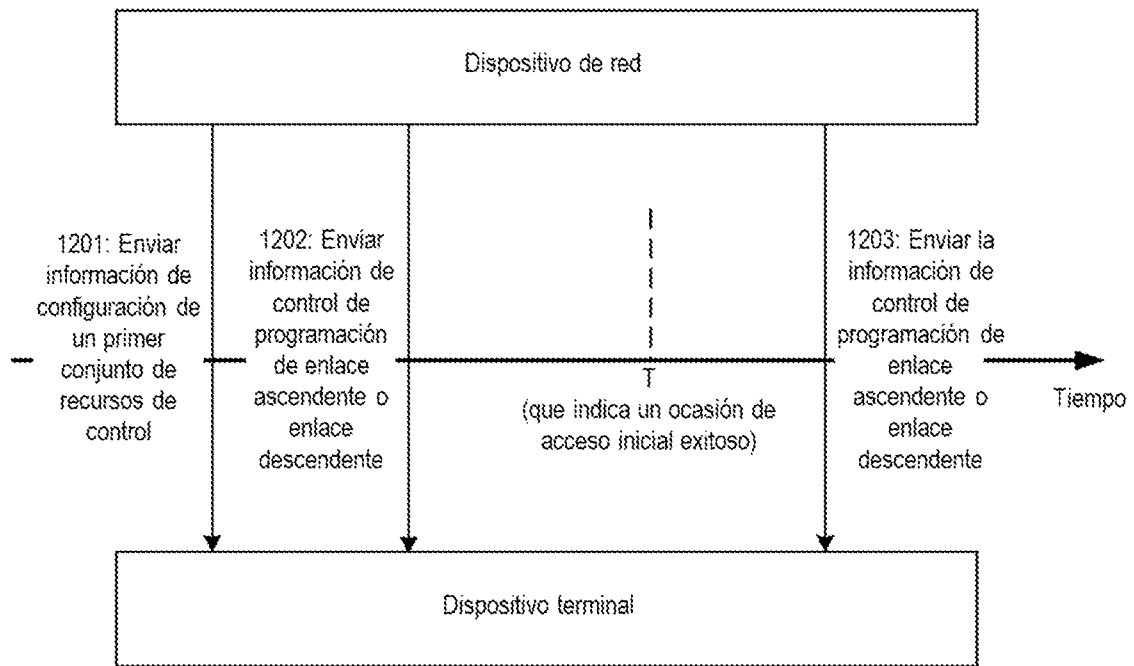 Dispositivo de red
1201: Enviar
información de
configuración de
un primer
conjunto de
recursos de
control
1202: Enviar
información de
control de
programación
de enlace
ascendente o
enlace
descendente
T
(que indica un ocasión de
acceso inicial exitoso)
1203: Enviar la
información de
control de
programación de
enlace
ascendente o
enlace
descendente
Tiempo
Dispositivo terminal